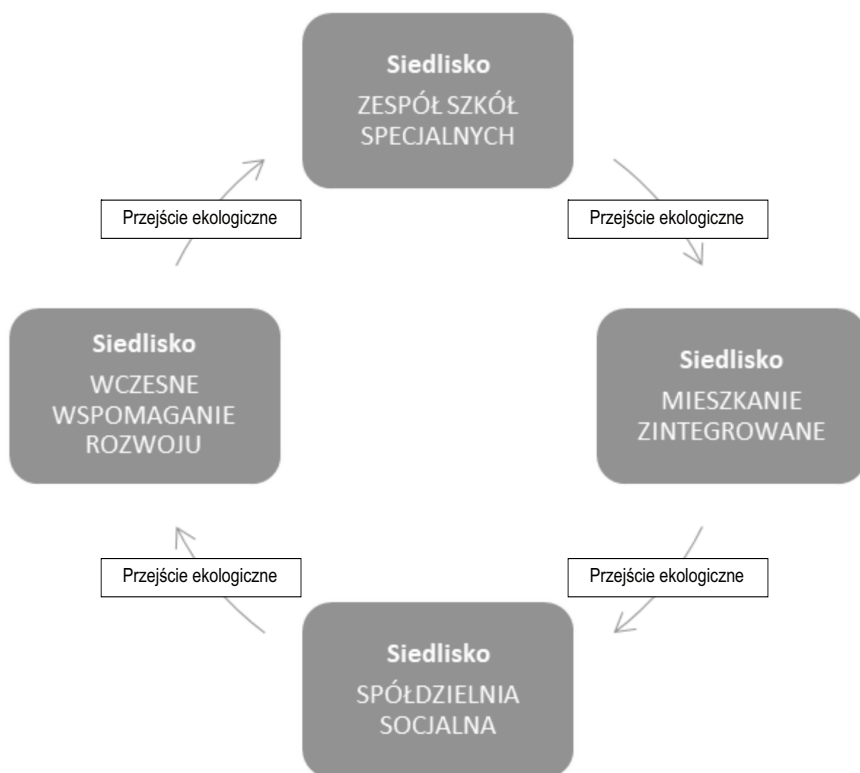 Siedlisko
ZESPÓŁ SZKÓŁ
SPECJALNYCH
Przejście ekologiczne
Przejście ekologiczne
Siedlisko
WCZESNE
WSPOMAGANIE
ROZWOJU
Siedlisko
MIESZKANIE
ZINTEGROWANE
Przejście ekologiczne
Przejście ekologiczne
Siedlisko
SPÓŁDZIELNIA
SOCJALNA